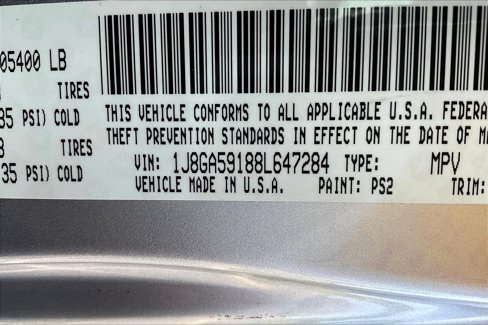 05400 LB
TIRES
35 PSI) COLD
TIRES
35 PSI) COLD
THIS VEHICLE CONFORMS TO ALL APPLICABLE U.S.A. FEDERA
THEFT PREVENTION STANDARDS IN EFFECT ON THE DATE OF M
VIN: 1J8GA59188L647284 TYPE: MPV
VEHICLE MADE IN U.S.A. PAINT: PS2 TRIM: